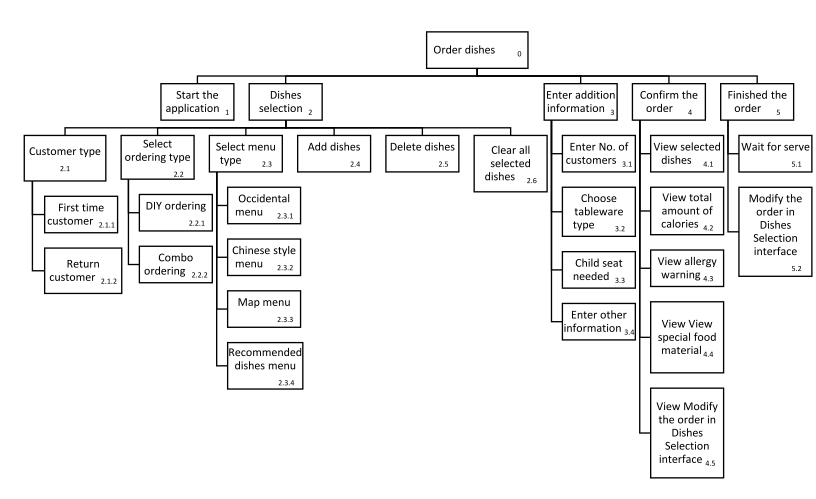 Order dishes 0
Start the
application 1
Dishes
selection 2
Enter addition
information 3
Confirm the
order 4
Finished the
order 5
Customer type
2.1
Select
ordering type
2.2
Select menu
type 2.3
Add dishes
2.4
Delete dishes
2.5
Clear all
selected
dishes 2.6
Enter No. of
customers 3.1
View selected
dishes 4.1
Wait for serve
5.1
First time
customer 2.1.1
DIY ordering
2.2.1
Occidental
menu 2.3.1
Choose
tableware
type 3.2
View total
amount of
calories 4.2
Modify the
order in
Dishes
Selection
interface
5.2
Return
customer 2.1.2
Combo
ordering 2.2.2
Chinese style
menu 2.3.2
Child seat
needed 3.3
View allergy
warning 4.3
Map menu
2.3.3
Enter other
information 3.4
View View
special food
material 4.4
Recommended
dishes menu
2.3.4
View Modify
the order in
Dishes
Selection
interface 4.5